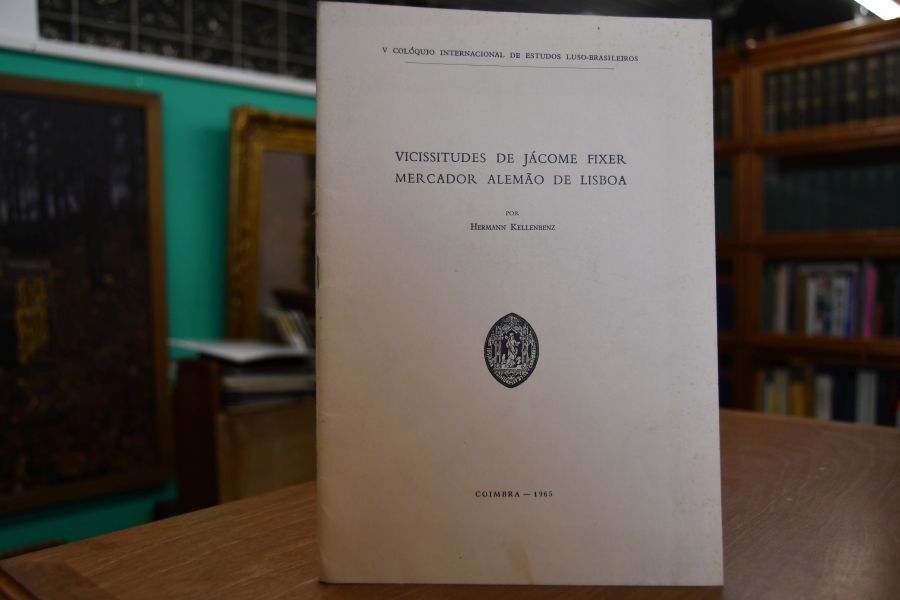 V COLÓQUIO INTERNACIONAL DE ESTUDOS LUSO-BRASILEIROS
VICISSITUDES DE JÁCOME FIXER
MERCADOR ALEMÃO DE LISBOA
POR
HERMANN KELLENBENZ
COIMBRA — 1965